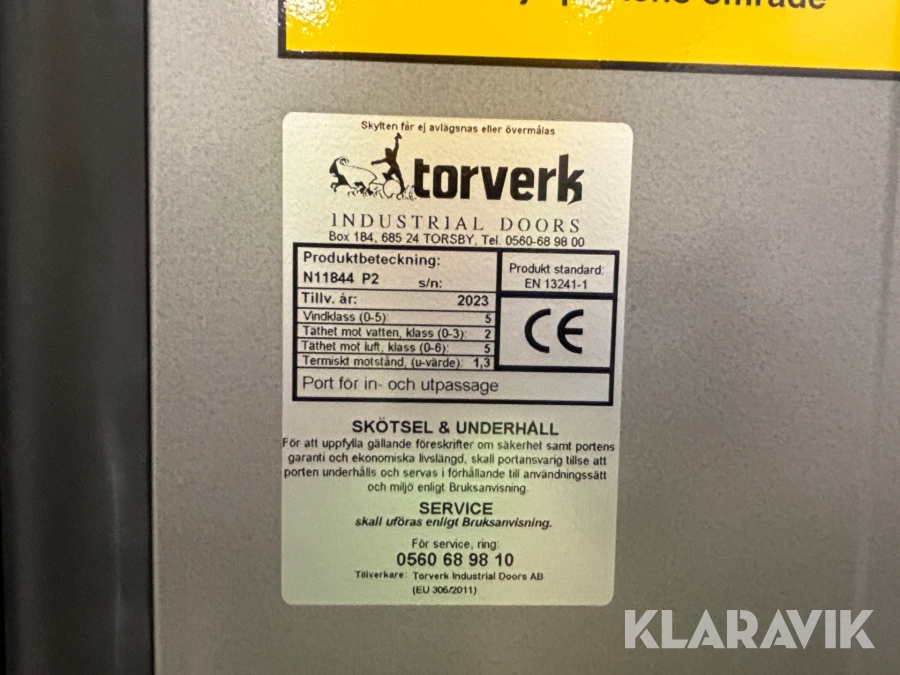 område
Skylten får ej avlägsnas eller övermålas
torverk
INDUSTRIAL DOORS
Box 184, 685 24 TORSBY, Tel. 0560-68 98 00
Produktbeteckning:
N11844 P2 s/n:
Produkt standard:
EN 13241-1
Tillv. år: 2023
Vindklass (0-5): 5
Täthet mot vatten, klass (0-3): 2
Täthet mot luft, klass (0-6): 5
Termiskt motstånd, (u-värde): 1,3
CE
Port för in- och utpassage
SKÖTSEL & UNDERHÅLL
För att uppfylla gällande föreskrifter om säkerhet samt portens
garanti och ekonomiska livslängd, skall portansvarig tillse att
porten underhålls och servas i förhållande till användningssätt
och miljö enligt Bruksanvisning.
SERVICE
skall uföras enligt Bruksanvisning.
För service, ring:
0560 68 98 10
Tillverkare: Torverk Industrial Doors AB
(EU 306/2011)
KLARAVIK